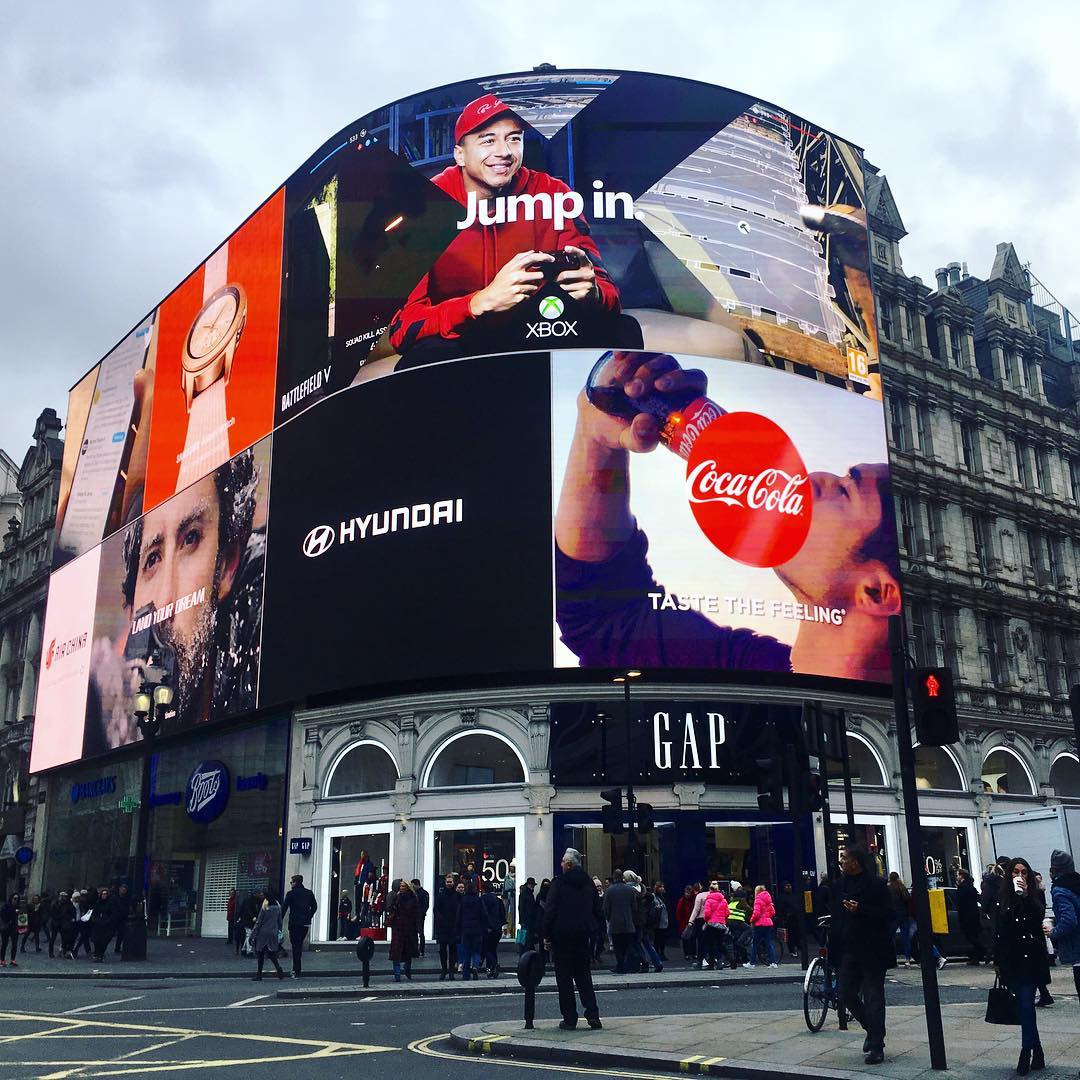 Jump in.
XBOX
BATTLEFIELD V
16
HYUNDAI
Coca-Cola
TASTE THE FEELING
LAND YOUR DREAM
AIR CHINA
GAP
Boots
50
GAP GAP